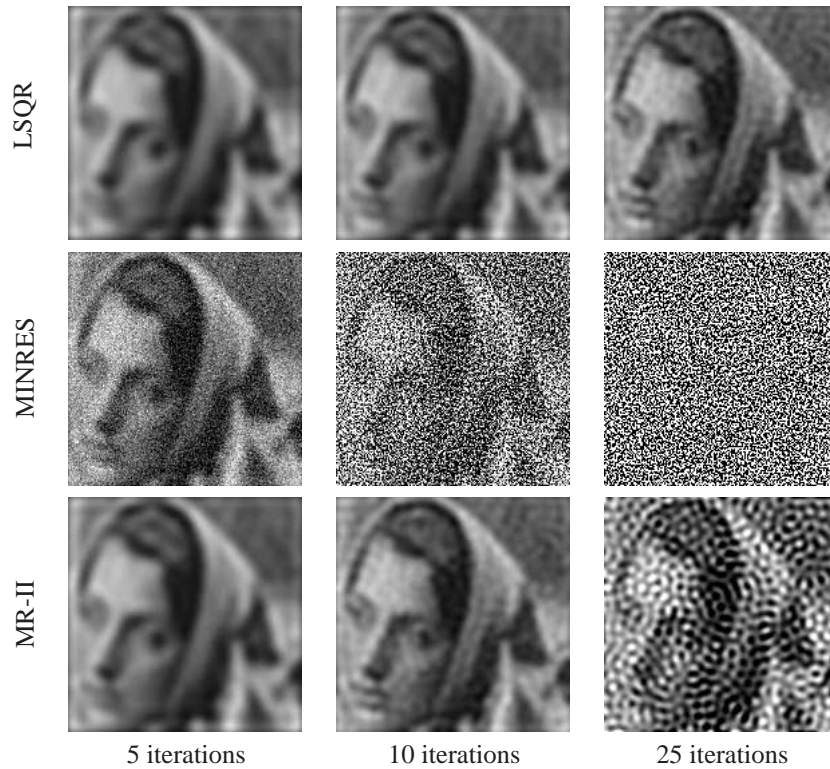 LSQR
MINRES
MR-II
5 iterations
10 iterations
25 iterations